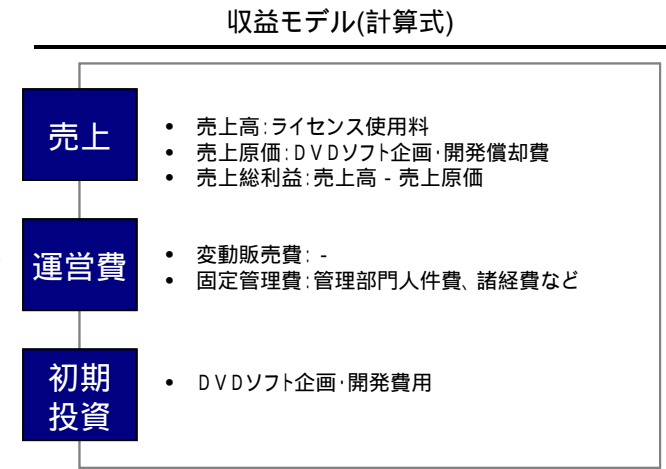 収益モデル(計算式)
売上
• 売上高:ライセンス使用料
• 売上原価:DVDソフト企画・開発償却費
• 売上総利益:売上高 - 売上原価
運営費
• 変動販売費: -
• 固定管理費:管理部門人件費、諸経費など
初期
投資
• DVDソフト企画・開発費用